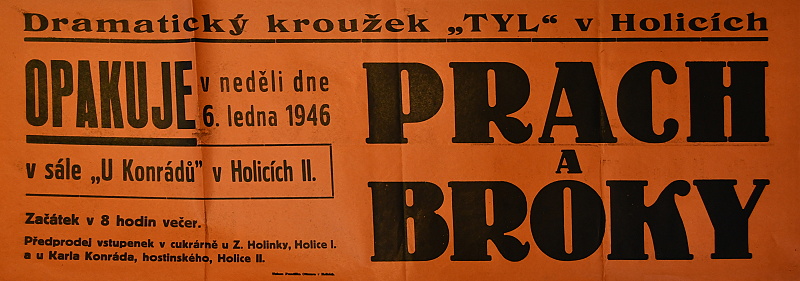 Dramatický kroužek „TYL“ v Holicích
OPAKUJE v neděli dne
6. ledna 1946
v sále „U Konrádů” v Holicích II.
Začátek v 8 hodin večer.
Předprodej vstupenek v cukrárně u Z. Holinky, Holice I.
a u Karla Konráda, hostinského, Holice II.
PRACH
A
BROKY